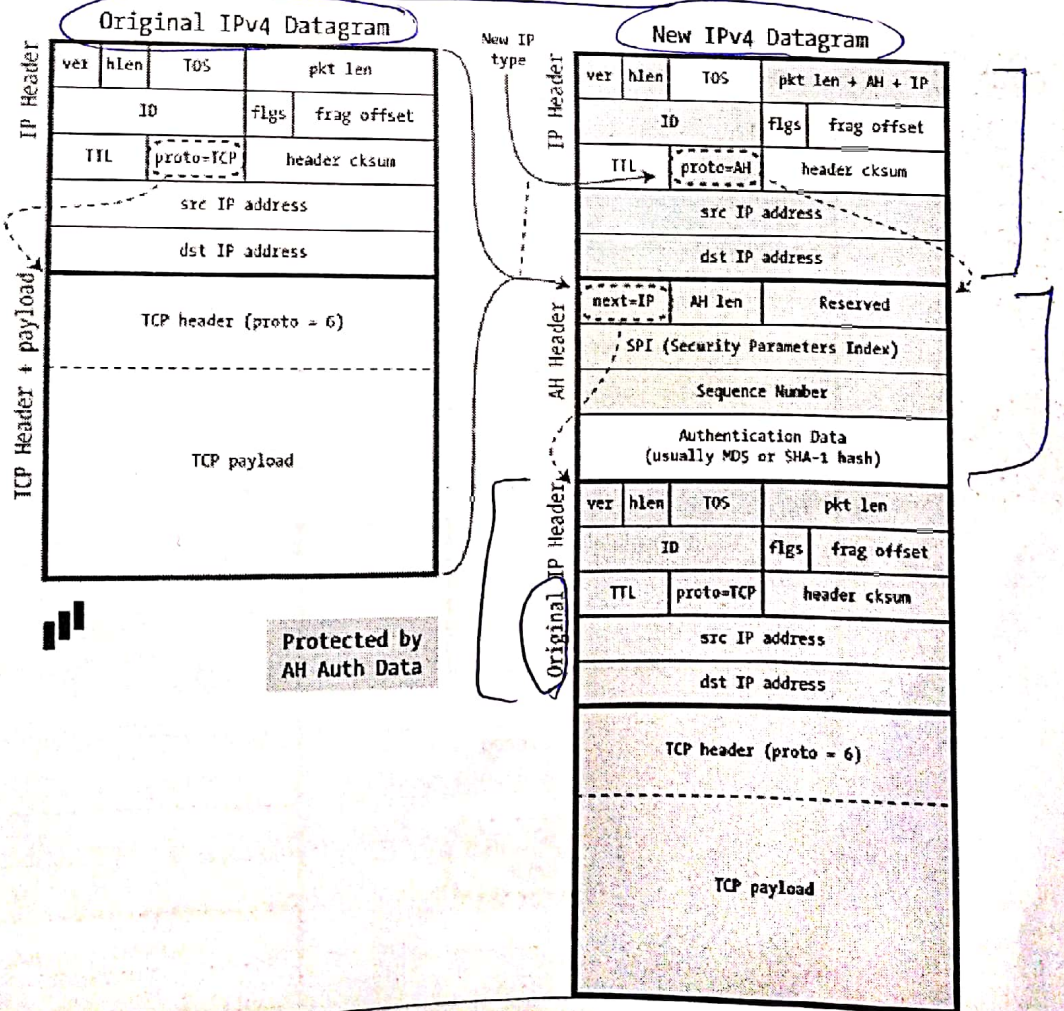 Original IPv4 Datagram
IP Header
ver hlen TOS pkt len
ID flgs frag offset
TTL proto=TCP header cksum
src IP address
dst IP address
TCP Header + payload
TCP header (proto = 6)
TCP payload
Protected by
AH Auth Data
New IP
type
New IPv4 Datagram
IP Header
ver hlen TOS pkt len + AH + IP
ID flgs frag offset
TTL proto=AH header cksum
src IP address
dst IP address
AH Header
next=IP AH len Reserved
SPI (Security Parameters Index)
Sequence Number
Authentication Data
(usually MD5 or SHA-1 hash)
Original IP Header
ver hlen TOS pkt len
ID flgs frag offset
TTL proto=TCP header cksum
src IP address
dst IP address
TCP header (proto = 6)
TCP payload